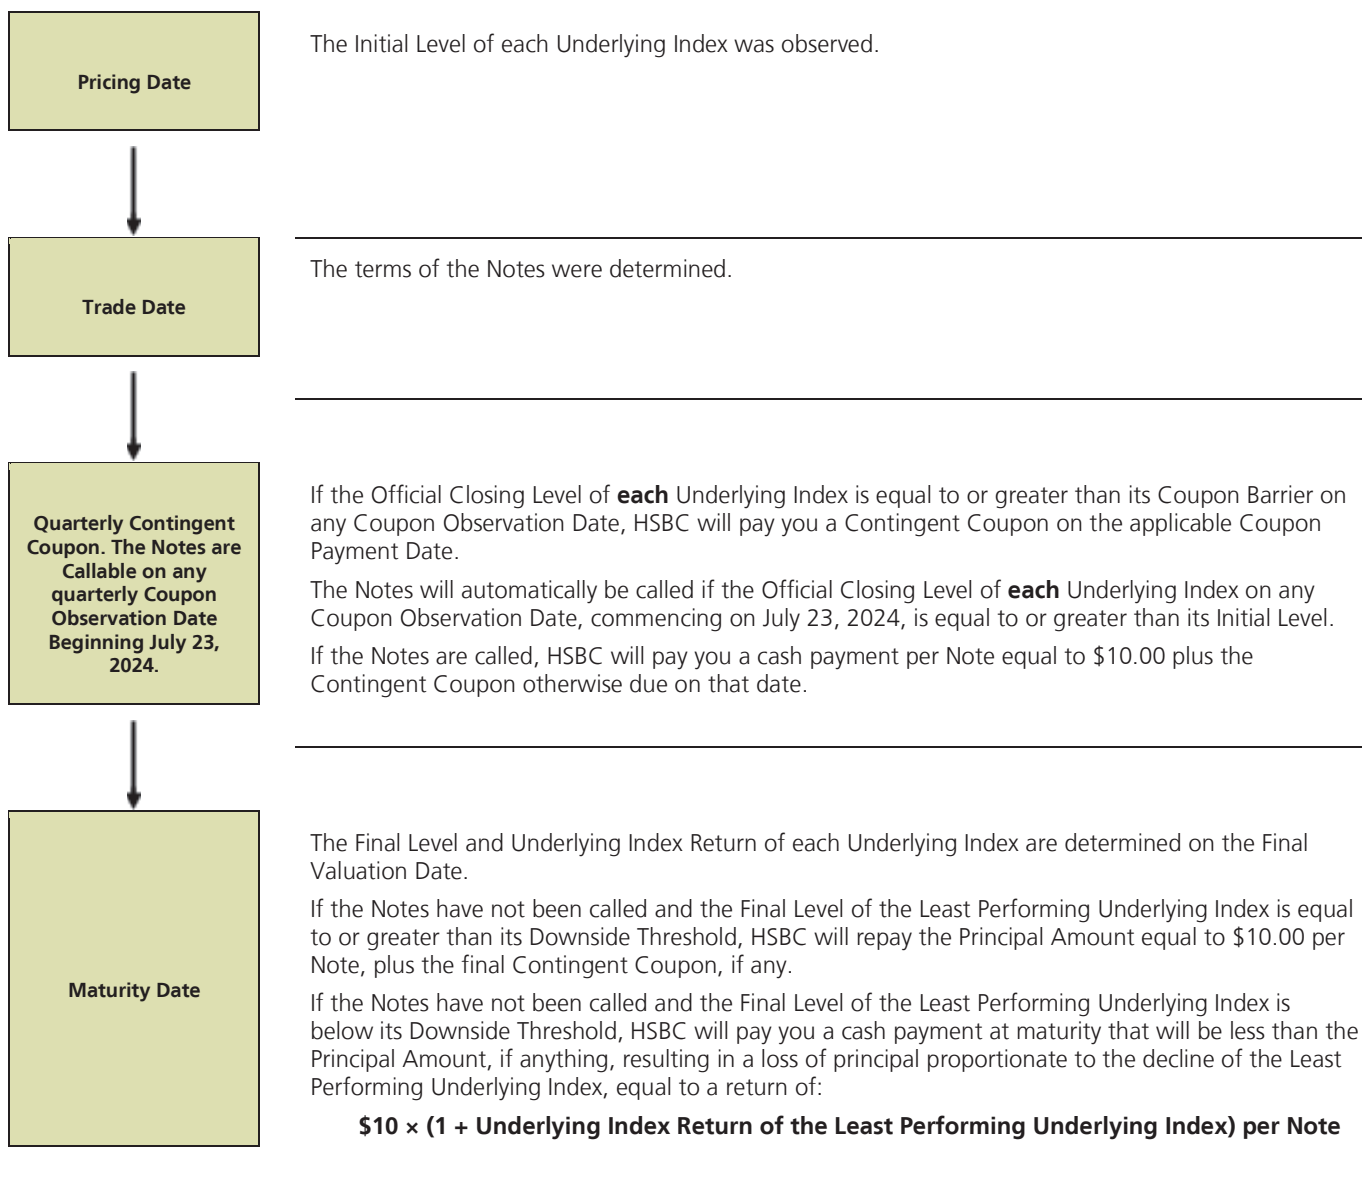 Pricing Date
The Initial Level of each Underlying Index was observed.
Trade Date
The terms of the Notes were determined.
Quarterly Contingent
Coupon. The Notes are
Callable on any
quarterly Coupon
Observation Date
Beginning July 23,
2024.
If the Official Closing Level of each Underlying Index is equal to or greater than its Coupon Barrier on
any Coupon Observation Date, HSBC will pay you a Contingent Coupon on the applicable Coupon
Payment Date.
The Notes will automatically be called if the Official Closing Level of each Underlying Index on any
Coupon Observation Date, commencing on July 23, 2024, is equal to or greater than its Initial Level.
If the Notes are called, HSBC will pay you a cash payment per Note equal to $10.00 plus the
Contingent Coupon otherwise due on that date.
Maturity Date
The Final Level and Underlying Index Return of each Underlying Index are determined on the Final
Valuation Date.
If the Notes have not been called and the Final Level of the Least Performing Underlying Index is equal
to or greater than its Downside Threshold, HSBC will repay the Principal Amount equal to $10.00 per
Note, plus the final Contingent Coupon, if any.
If the Notes have not been called and the Final Level of the Least Performing Underlying Index is
below its Downside Threshold, HSBC will pay you a cash payment at maturity that will be less than the
Principal Amount, if anything, resulting in a loss of principal proportionate to the decline of the Least
Performing Underlying Index, equal to a return of:
$10 × (1 + Underlying Index Return of the Least Performing Underlying Index) per Note